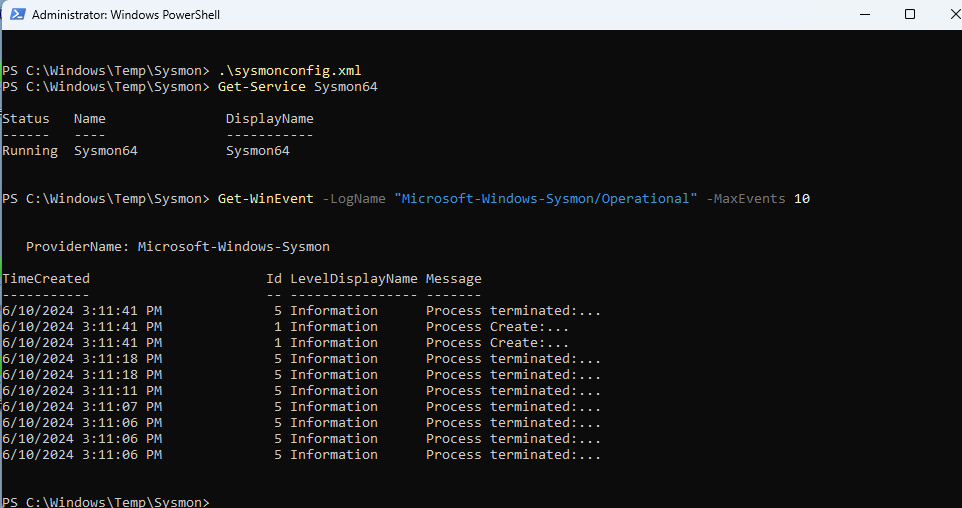 Administrator: Windows PowerShell
PS C:\Windows\Temp\Sysmon> .\sysmonconfig.xml
PS C:\Windows\Temp\Sysmon> Get-Service Sysmon64
Status   Name               DisplayName
------   ----               -----------
Running  Sysmon64           Sysmon64
PS C:\Windows\Temp\Sysmon> Get-WinEvent -LogName "Microsoft-Windows-Sysmon/Operational" -MaxEvents 10
   ProviderName: Microsoft-Windows-Sysmon
TimeCreated                      Id LevelDisplayName Message
-----------                      -- ---------------- -------
6/10/2024 3:11:41 PM              5 Information      Process terminated:...
6/10/2024 3:11:41 PM              1 Information      Process Create:...
6/10/2024 3:11:41 PM              1 Information      Process Create:...
6/10/2024 3:11:18 PM              5 Information      Process terminated:...
6/10/2024 3:11:18 PM              5 Information      Process terminated:...
6/10/2024 3:11:11 PM              5 Information      Process terminated:...
6/10/2024 3:11:07 PM              5 Information      Process terminated:...
6/10/2024 3:11:06 PM              5 Information      Process terminated:...
6/10/2024 3:11:06 PM              5 Information      Process terminated:...
6/10/2024 3:11:06 PM              5 Information      Process terminated:...
PS C:\Windows\Temp\Sysmon>